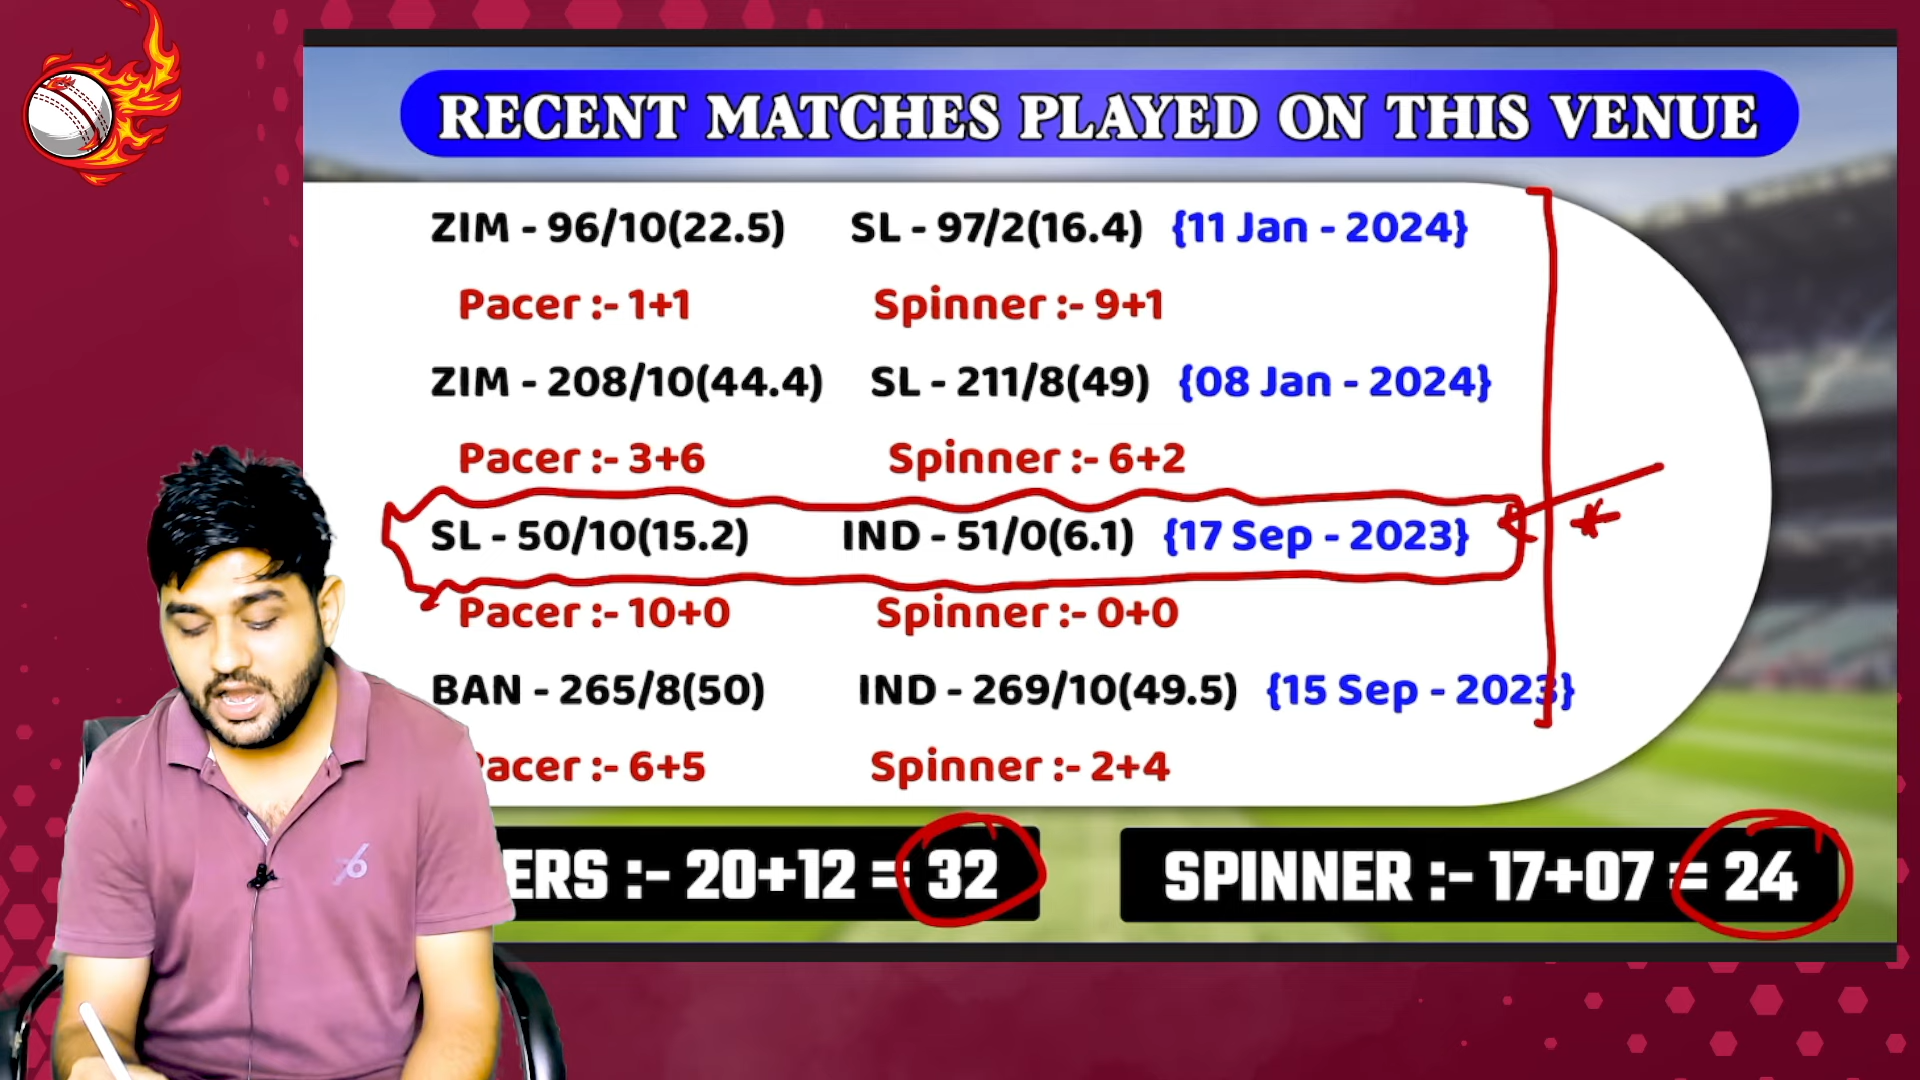 RECENT MATCHES PLAYED ON THIS VENUE
ZIM - 96/10(22.5) SL - 97/2(16.4) {11 Jan - 2024}
Pacer :- 1+1 Spinner :- 9+1
ZIM - 208/10(44.4) SL - 211/8(49) {08 Jan - 2024}
Pacer :- 3+6 Spinner :- 6+2
SL - 50/10(15.2) IND - 51/0(6.1) {17 Sep - 2023}
Pacer :- 10+0 Spinner :- 0+0
BAN - 265/8(50) IND - 269/10(49.5) {15 Sep - 2023}
acer :- 6+5 Spinner :- 2+4
ERS :- 20+12 = 32 SPINNER :- 17+07 = 24